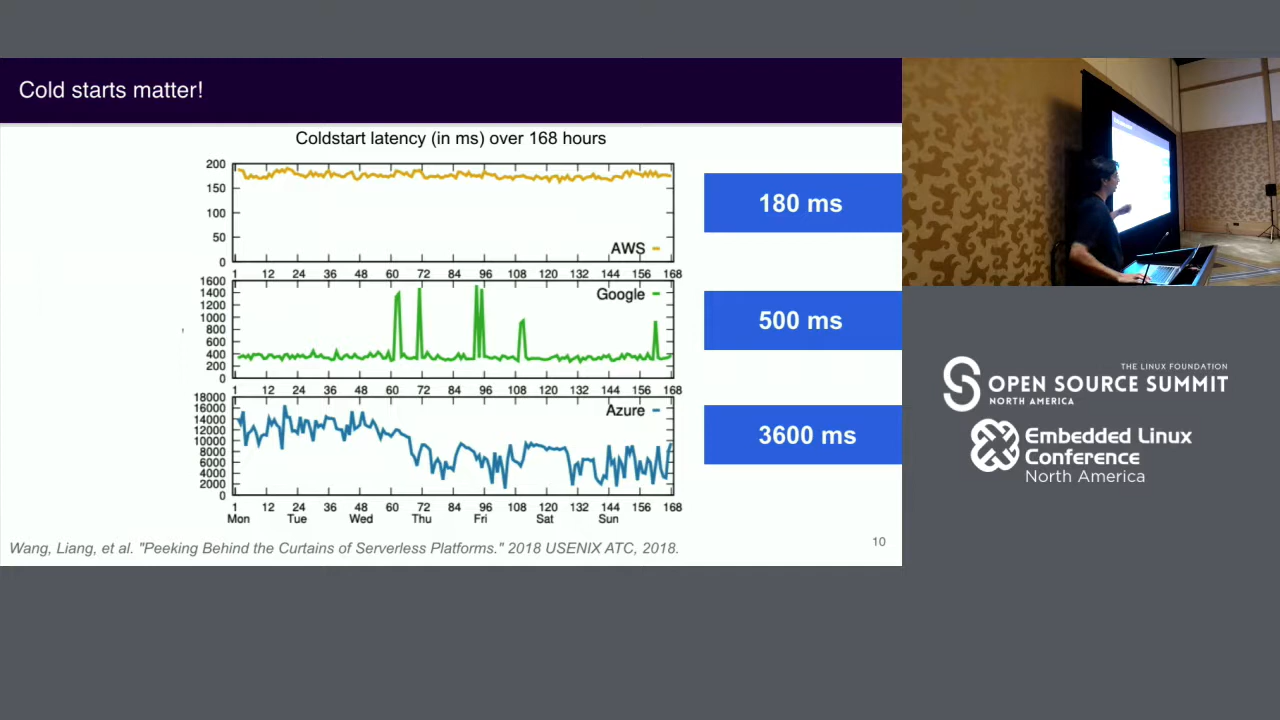 Cold starts matter!
Coldstart latency (in ms) over 168 hours
200
150
100
50
0
AWS
1 12 24 36 48 60 72 84 96 108 120 132 144 156 168
180 ms
1600
1400
1200
1000
800
600
400
200
0
Google
1 12 24 36 48 60 72 84 96 108 120 132 144 156 168
500 ms
18000
16000
14000
12000
10000
8000
6000
4000
2000
0
Azure
1 12 24 36 48 60 72 84 96 108 120 132 144 156 168
Mon Tue Wed Thu Fri Sat Sun
3600 ms
Wang, Liang, et al. "Peeking Behind the Curtains of Serverless Platforms." 2018 USENIX ATC, 2018.
10
THE LINUX FOUNDATION
OPEN SOURCE SUMMIT
NORTH AMERICA
Embedded Linux
Conference
North America